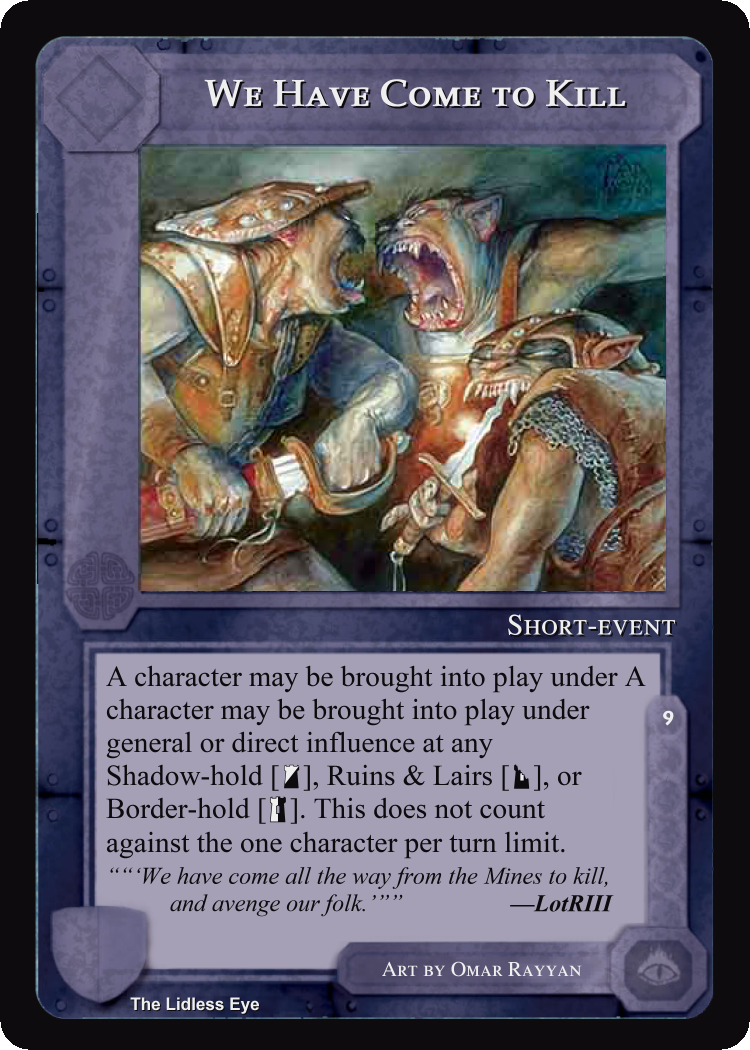 We Have Come to Kill
Short-event
A character may be brought into play under A
character may be brought into play under
general or direct influence at any
Shadow-hold [], Ruins & Lairs [], or
Border-hold []. This does not count
against the one character per turn limit.
9
““‘We have come all the way from the Mines to kill,
and avenge our folk.’”” —LotRIII
Art by Omar Rayyan
The Lidless Eye